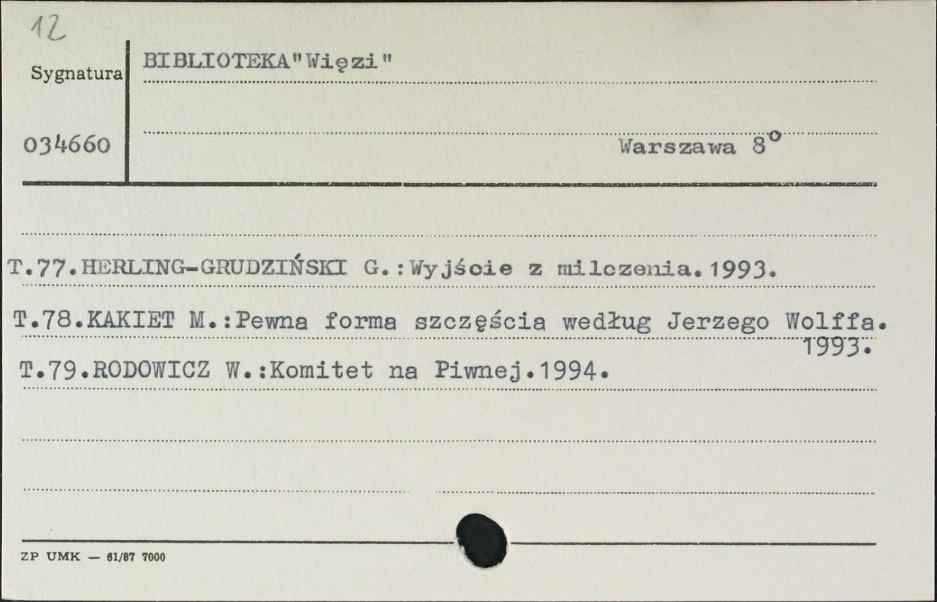 12
Sygnatura
BIBLIOTEKA"Więzi"
034660
Warszawa 8°
T.77.HERLING-GRUDZIŃSKI G.:Wyjście z milczenia.1993.
T.78.KAKIET M.:Pewna forma szczęścia według Jerzego Wolffa.
1993.
T.79.RODOWICZ W.:Komitet na Piwnej.1994.
ZP UMK — 61/87 7000